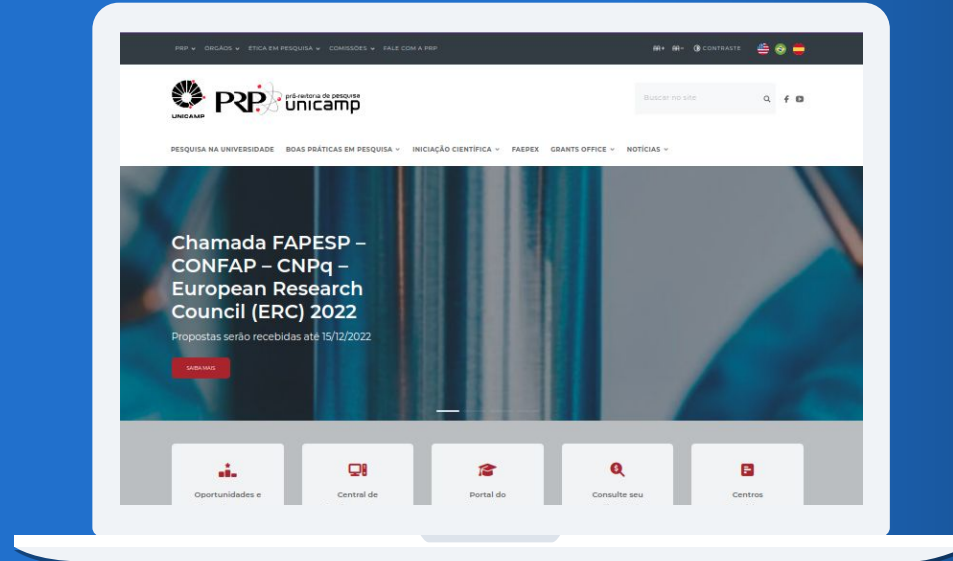 PRP ÓRGÃOS ÉTICA EM PESQUISA COMISSÕES FALE COM A PRP
AA+ AA- CONTRASTE
UNICAMP
PRP
pró-reitoria de pesquisa
unicamp
Buscar no site
PESQUISA NA UNIVERSIDADE BOAS PRÁTICAS EM PESQUISA INICIAÇÃO CIENTÍFICA FAEPEX GRANTS OFFICE NOTÍCIAS
Chamada FAPESP –
CONFAP – CNPq –
European Research
Council (ERC) 2022
Propostas serão recebidas até 15/12/2022
SAIBA MAIS
Oportunidades e
Central de
Portal do
Consulte seu
Centros